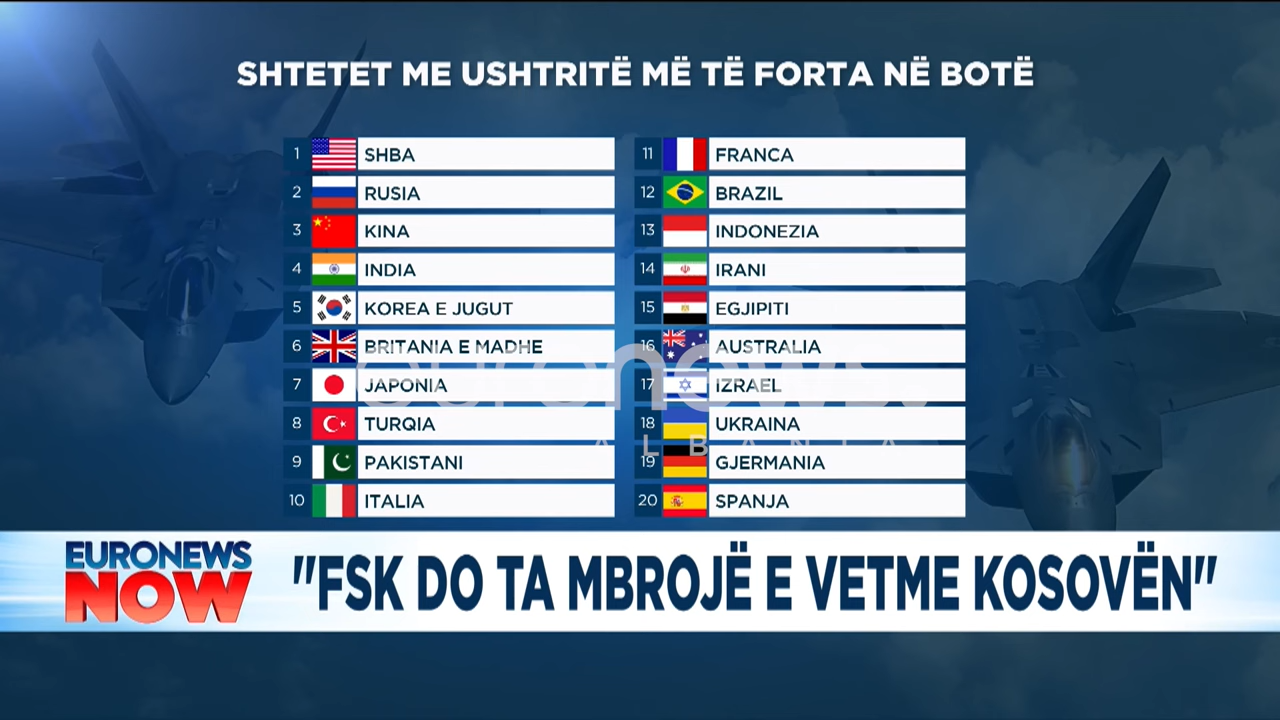 SHTETET ME USHTRITË MË TË FORTA NË BOTË
1 SHBA
2 RUSIA
3 KINA
4 INDIA
5 KOREA E JUGUT
6 BRITANIA E MADHE
7 JAPONIA
8 TURQIA
9 PAKISTANI
10 ITALIA
11 FRANCA
12 BRAZIL
13 INDONEZIA
14 IRANI
15 EGJIPITI
16 AUSTRALIA
17 IZRAEL
18 UKRAINA
19 GJERMANIA
20 SPANJA
euronews.
ALBANIA
EURONEWS
NOW
"FSK DO TA MBROJË E VETME KOSOVËN"